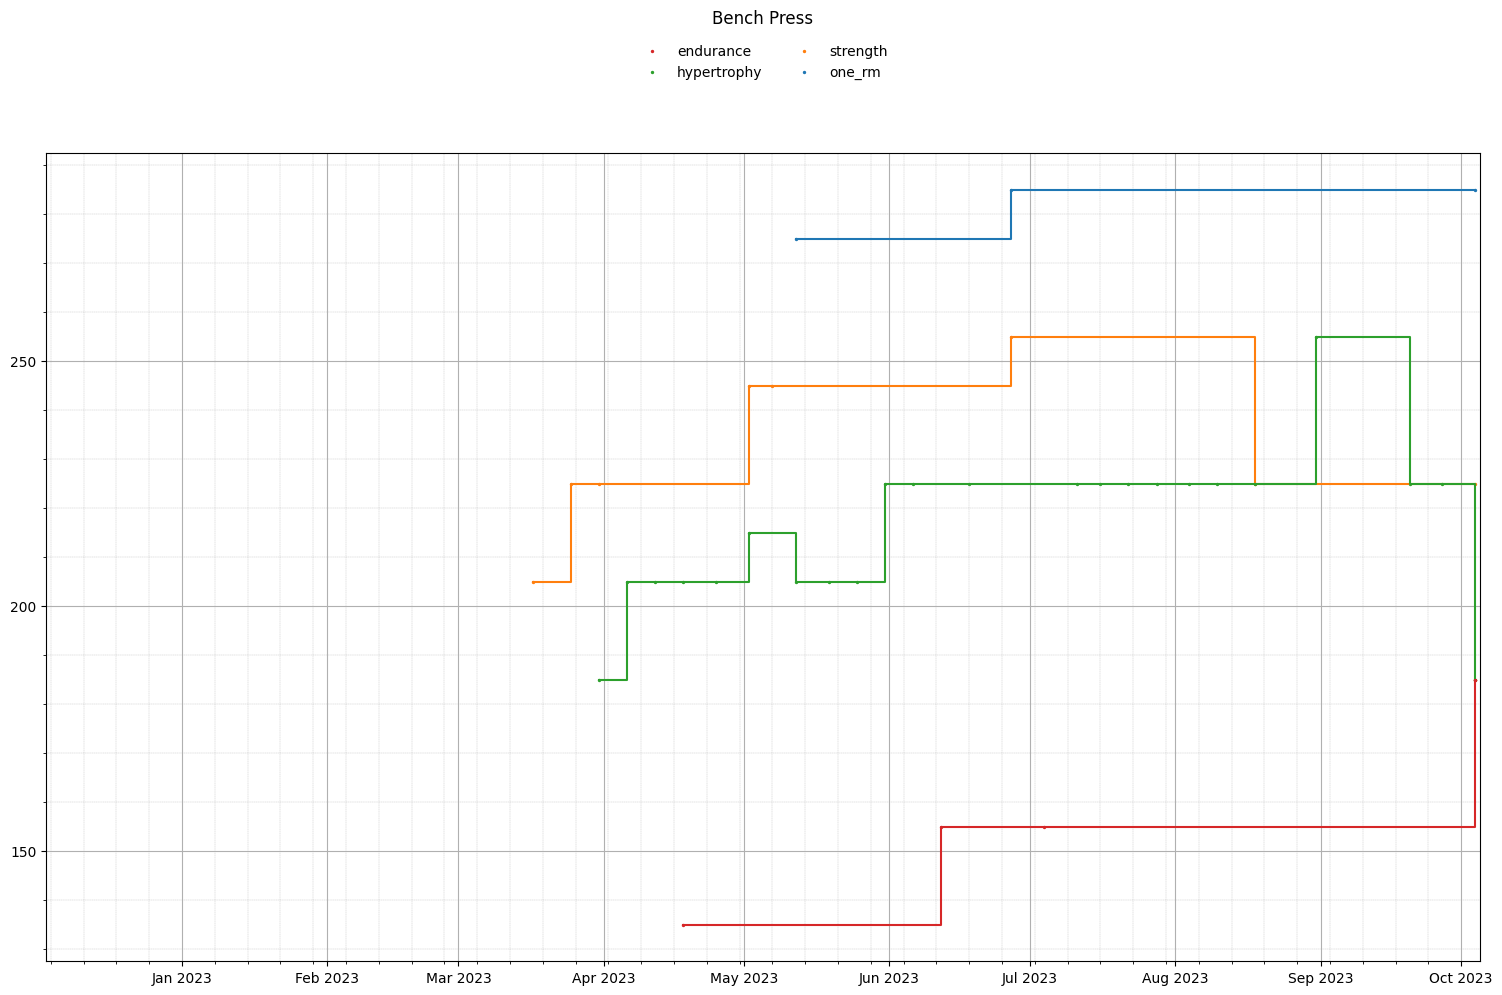 Bench Press
endurance strength
hypertrophy one_rm
250
200
150
Jan 2023 Feb 2023 Mar 2023 Apr 2023 May 2023 Jun 2023 Jul 2023 Aug 2023 Sep 2023 Oct 2023